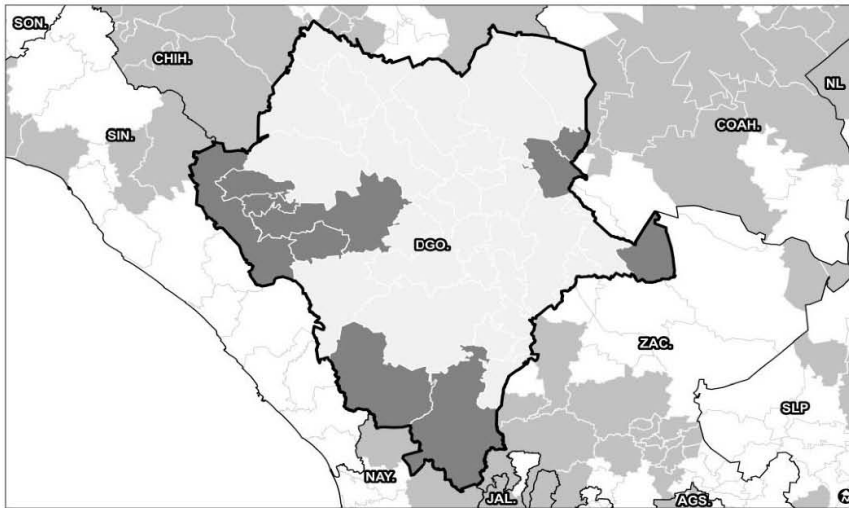 SON.
CHIH.
NL
COAH.
SIN.
DGO.
ZAC.
SLP
NAY.
JAL.
AGS.